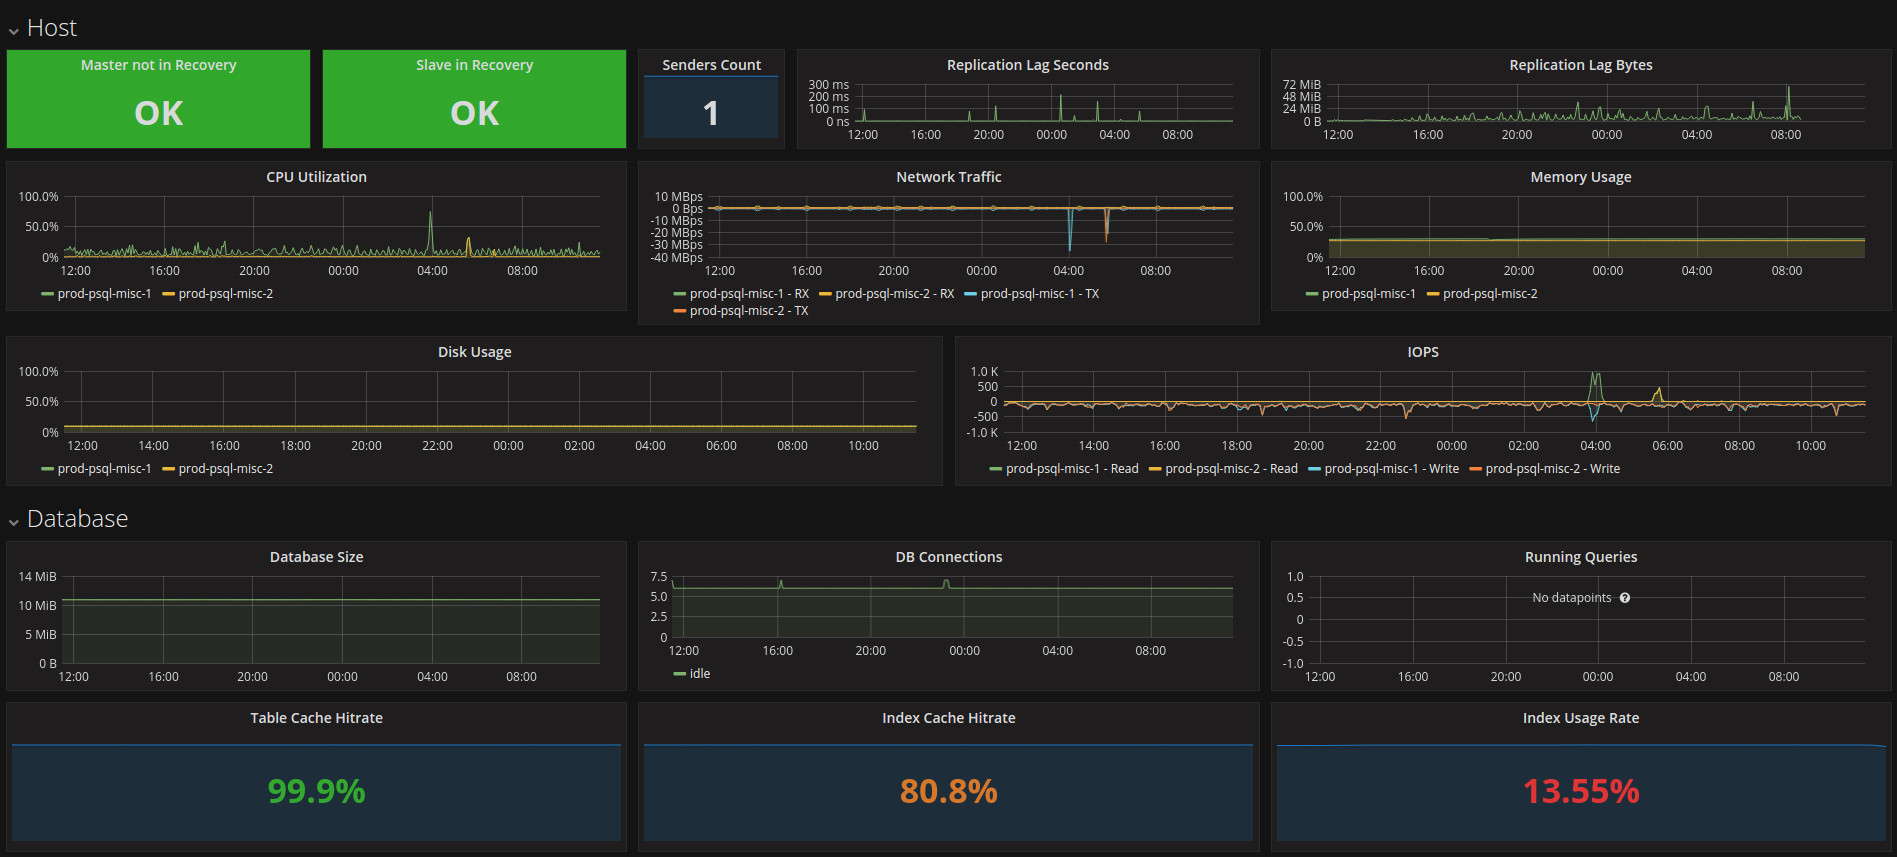 Host
Master not in Recovery
OK
Slave in Recovery
OK
Senders Count
1
Replication Lag Seconds
300 ms
200 ms
100 ms
0 ns
12:00 16:00 20:00 00:00 04:00 08:00
Replication Lag Bytes
72 MiB
48 MiB
24 MiB
0 B
12:00 16:00 20:00 00:00 04:00 08:00
CPU Utilization
100.0%
50.0%
0%
12:00 16:00 20:00 00:00 04:00 08:00
prod-psql-misc-1 prod-psql-misc-2
Network Traffic
10 MBps
0 Bps
-10 MBps
-20 MBps
-30 MBps
-40 MBps
12:00 16:00 20:00 00:00 04:00 08:00
prod-psql-misc-1 - RX prod-psql-misc-2 - RX prod-psql-misc-1 - TX
prod-psql-misc-2 - TX
Memory Usage
100.0%
50.0%
0%
12:00 16:00 20:00 00:00 04:00 08:00
prod-psql-misc-1 prod-psql-misc-2
Disk Usage
100.0%
50.0%
0%
12:00 14:00 16:00 18:00 20:00 22:00 00:00 02:00 04:00 06:00 08:00 10:00
prod-psql-misc-1 prod-psql-misc-2
IOPS
1.0 K
500
0
-500
-1.0 K
12:00 14:00 16:00 18:00 20:00 22:00 00:00 02:00 04:00 06:00 08:00 10:00
prod-psql-misc-1 - Read prod-psql-misc-2 - Read prod-psql-misc-1 - Write prod-psql-misc-2 - Write
Database
Database Size
14 MiB
10 MiB
5 MiB
0 B
12:00 16:00 20:00 00:00 04:00 08:00
DB Connections
7.5
5.0
2.5
0
12:00 16:00 20:00 00:00 04:00 08:00
idle
Running Queries
1.0
0.5
0
-0.5
-1.0
No datapoints ?
12:00 16:00 20:00 00:00 04:00 08:00
Table Cache Hitrate
99.9%
Index Cache Hitrate
80.8%
Index Usage Rate
13.55%